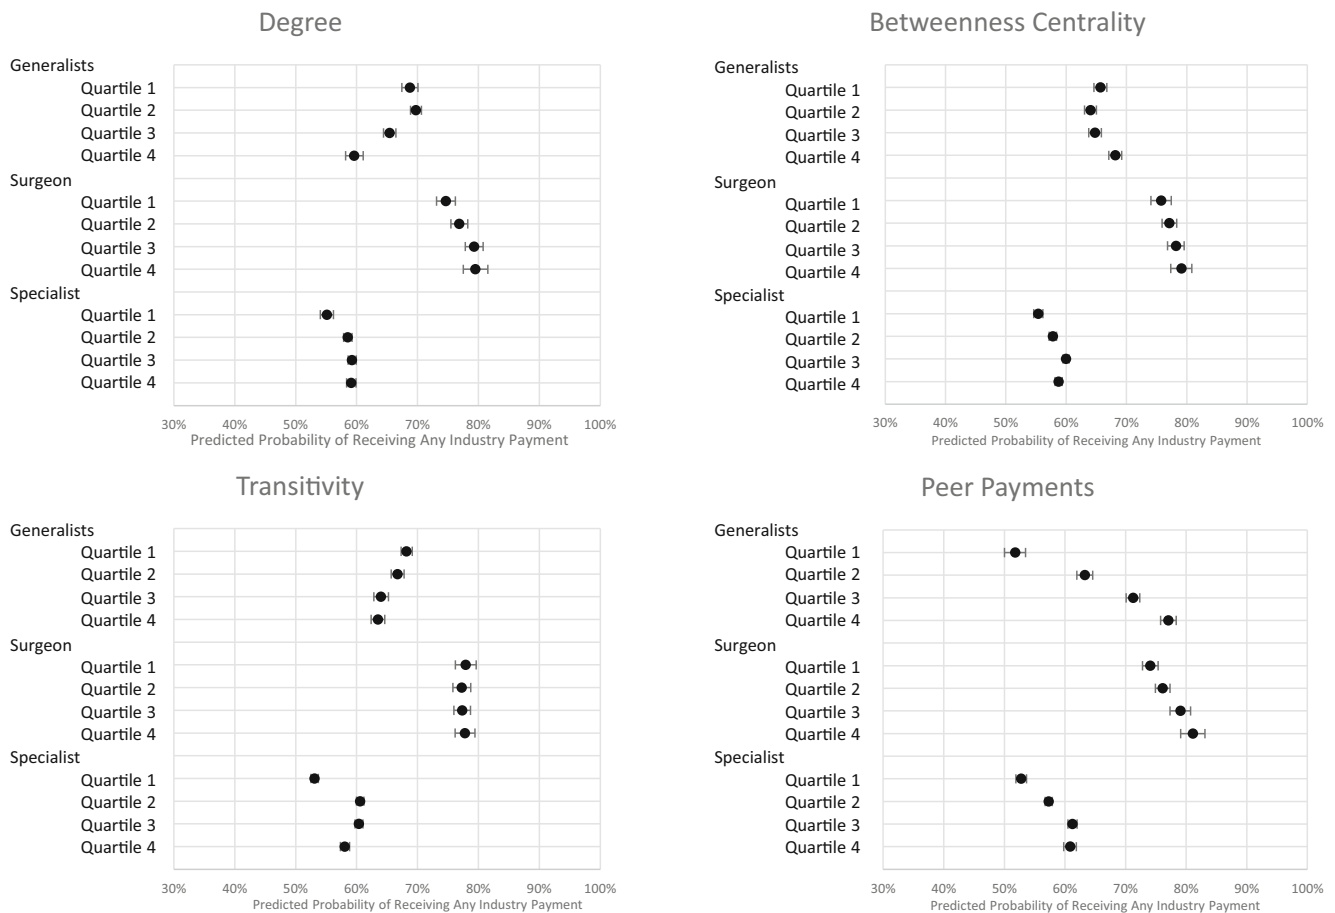 Degree
Generalists
Quartile 1
Quartile 2
Quartile 3
Quartile 4
Surgeon
Quartile 1
Quartile 2
Quartile 3
Quartile 4
Specialist
Quartile 1
Quartile 2
Quartile 3
Quartile 4
30% 40% 50% 60% 70% 80% 90% 100%
Predicted Probability of Receiving Any Industry Payment
Betweenness Centrality
Generalists
Quartile 1
Quartile 2
Quartile 3
Quartile 4
Surgeon
Quartile 1
Quartile 2
Quartile 3
Quartile 4
Specialist
Quartile 1
Quartile 2
Quartile 3
Quartile 4
30% 40% 50% 60% 70% 80% 90% 100%
Predicted Probability of Receiving Any Industry Payment
Transitivity
Generalists
Quartile 1
Quartile 2
Quartile 3
Quartile 4
Surgeon
Quartile 1
Quartile 2
Quartile 3
Quartile 4
Specialist
Quartile 1
Quartile 2
Quartile 3
Quartile 4
30% 40% 50% 60% 70% 80% 90% 100%
Predicted Probability of Receiving Any Industry Payment
Peer Payments
Generalists
Quartile 1
Quartile 2
Quartile 3
Quartile 4
Surgeon
Quartile 1
Quartile 2
Quartile 3
Quartile 4
Specialist
Quartile 1
Quartile 2
Quartile 3
Quartile 4
30% 40% 50% 60% 70% 80% 90% 100%
Predicted Probability of Receiving Any Industry Payment